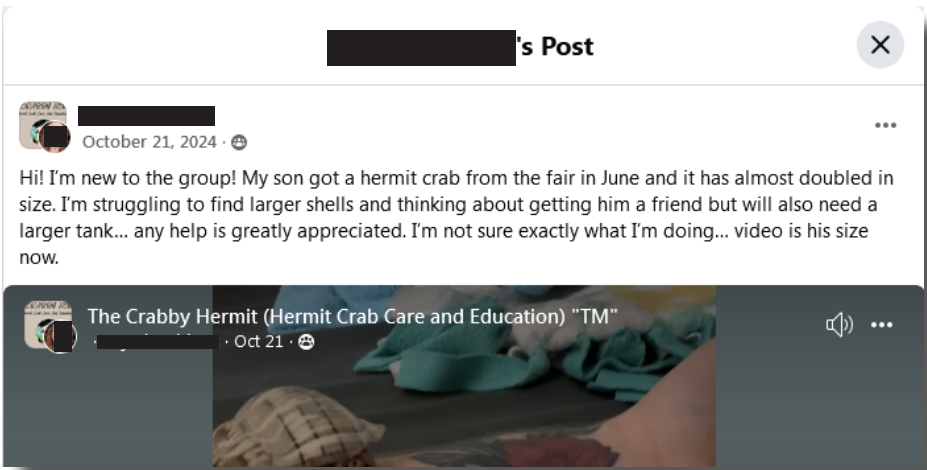 's Post
October 21, 2024 ·
Hi! I'm new to the group! My son got a hermit crab from the fair in June and it has almost doubled in
size. I'm struggling to find larger shells and thinking about getting him a friend but will also need a
larger tank... any help is greatly appreciated. I'm not sure exactly what I'm doing... video is his size
now.
The Crabby Hermit (Hermit Crab Care and Education) "TM"
· Oct 21 ·